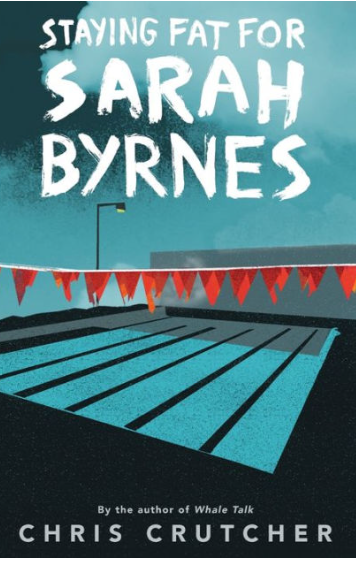 STAYING FAT FOR
SARAH
BYRNES
By the author of Whale Talk
CHRIS CRUTCHER